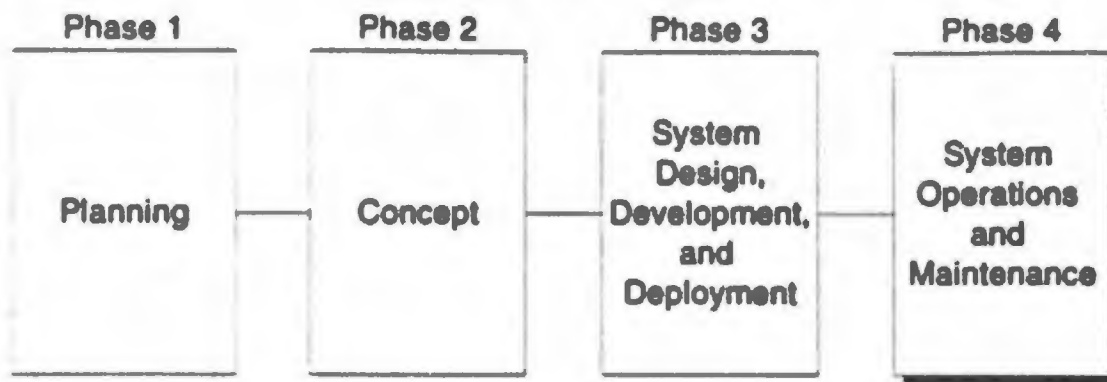 Phase 1
Planning
Phase 2
Concept
Phase 3
System
Design,
Development,
and
Deployment
Phase 4
System
Operations
and
Maintenance